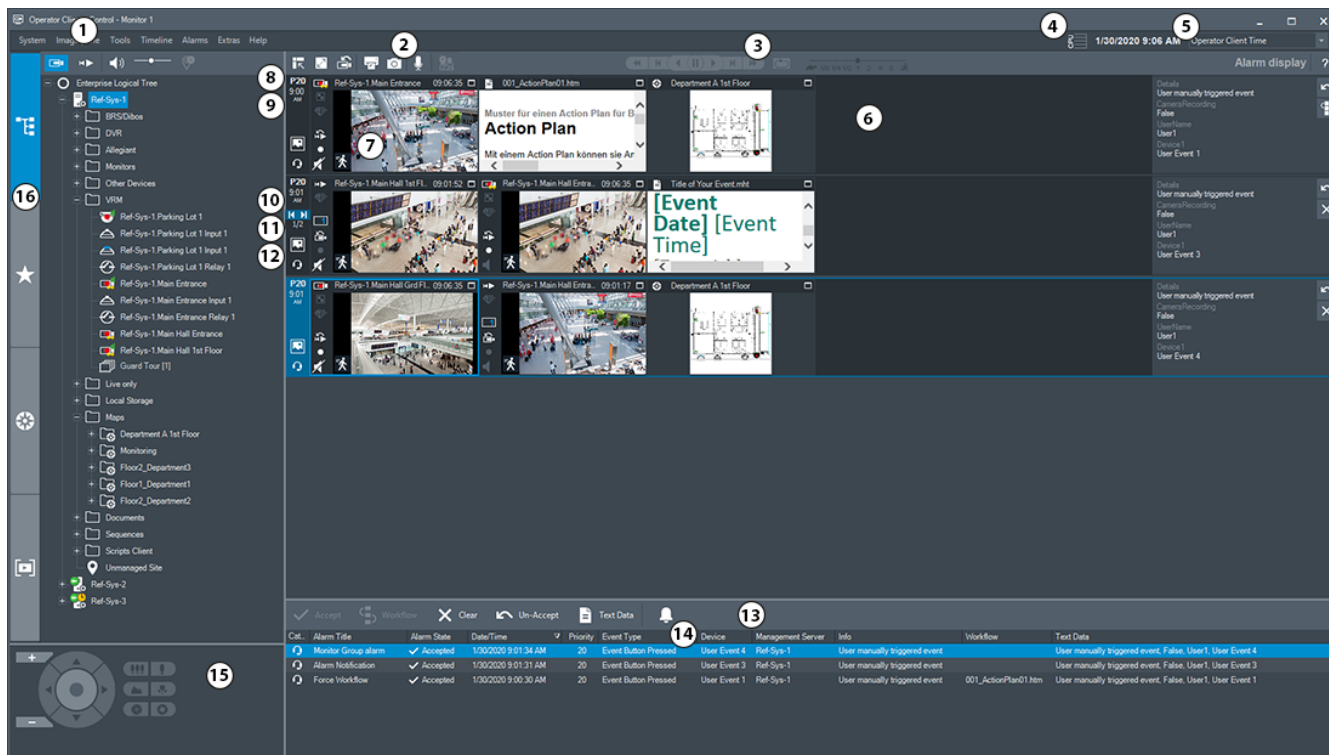 Operator Client Control - Monitor 1
1
System Image Tools Timeline Alarms Extras Help
2
3
4
1/30/2020 9:06 AM
5
Operator Client Time
Alarm display ?
16
Enterprise Logical Tree
Ref-Sys-1
BRS/Dibos
DVR
Allegiant
Monitors
Other Devices
VRM
Ref-Sys-1.Parking Lot 1
Ref-Sys-1.Parking Lot 1 Input 1
Ref-Sys-1.Parking Lot 1 Input 1
Ref-Sys-1.Parking Lot 1 Relay 1
Ref-Sys-1.Main Entrance
Ref-Sys-1.Main Entrance Input 1
Ref-Sys-1.Main Entrance Relay 1
Ref-Sys-1.Main Hall Entrance
Ref-Sys-1.Main Hall 1st Floor
Guard Tour [1]
Live only
Local Storage
Maps
Department A 1st Floor
Monitoring
Floor2_Department3
Floor1_Department1
Floor2_Department2
Documents
Sequences
Scripts Client
Unmanaged Site
Ref-Sys-2
Ref-Sys-3
8
9
10
11
12
P20
9:00
AM
Ref-Sys-1.Main Entrance 09:06:35
7
001_ActionPlan01.htm
Muster für einen Action Plan für B
Action Plan
Mit einem Action Plan können sie Ar
Department A 1st Floor
6
Details
User manually triggered event
CameraRecording
False
UserName
User1
Device1
User Event 1
P20
9:01
AM
1/2
Ref-Sys-1.Main Hall 1st Fl.. 09:01:52
Ref-Sys-1.Main Hall Entra.. 09:06:35
Title of Your Event.mht
[Event
Date] [Event
Time]
Details
User manually triggered event
CameraRecording
False
UserName
User1
Device1
User Event 3
P20
9:01
AM
Ref-Sys-1.Main Hall Grd Fl.. 09:06:35
Ref-Sys-1.Main Hall Entra.. 09:01:17
Department A 1st Floor
Details
User manually triggered event
CameraRecording
False
UserName
User1
Device1
User Event 4
Accept Workflow Clear Un-Accept Text Data
13
14
Cat.. Alarm Title Alarm State Date/Time Priority Event Type Device Management Server Info Workflow Text Data
Monitor Group alarm Accepted 1/30/2020 9:01:34 AM 20 Event Button Pressed User Event 4 Ref-Sys-1 User manually triggered event User manually triggered event, False, User1, User Event 4
Alarm Notification Accepted 1/30/2020 9:01:31 AM 20 Event Button Pressed User Event 3 Ref-Sys-1 User manually triggered event User manually triggered event, False, User1, User Event 3
Force Workflow Accepted 1/30/2020 9:00:30 AM 20 Event Button Pressed User Event 1 Ref-Sys-1 User manually triggered event 001_ActionPlan01.htm User manually triggered event, False, User1, User Event 1
15